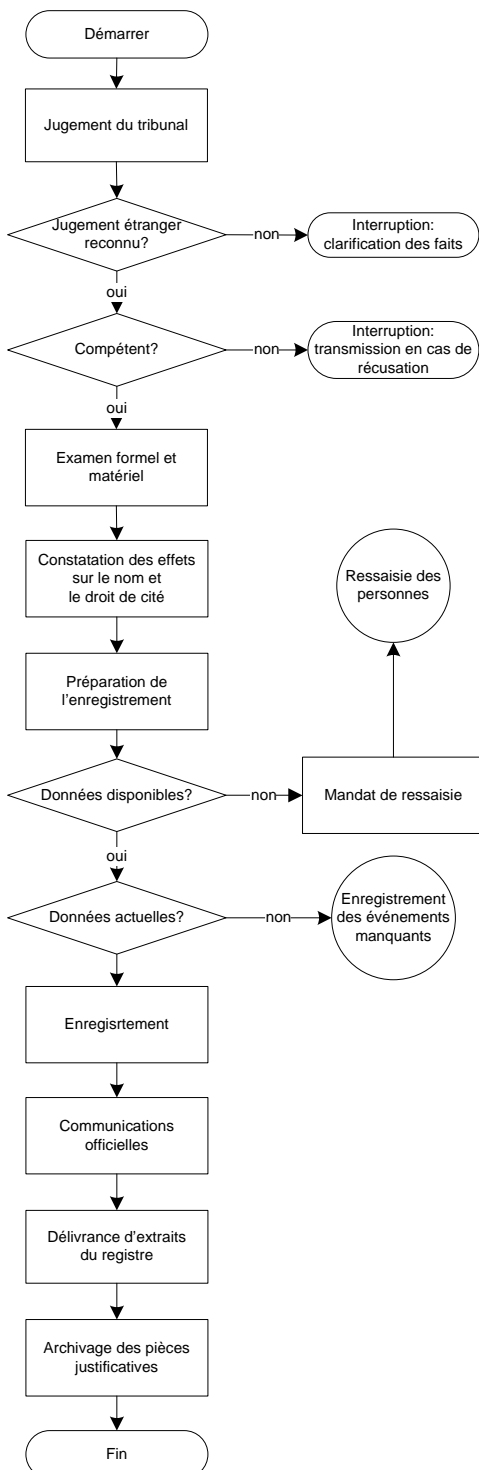 Démarrer
Jugement du tribunal
Jugement étranger
reconnu?
non
Interruption:
clarification des faits
oui
Compétent?
non
Interruption:
transmission en cas de
récusation
oui
Examen formel et
matériel
Constatation des effets
sur le nom et
le droit de cité
Ressaisie des
personnes
Préparation de
l'enregistrement
Données disponibles?
non
Mandat de ressaisie
oui
Données actuelles?
non
Enregistrement
des événements
manquants
Enregisrtement
Communications
officielles
Délivrance d'extraits
du registre
Archivage des pièces
justificatives
Fin